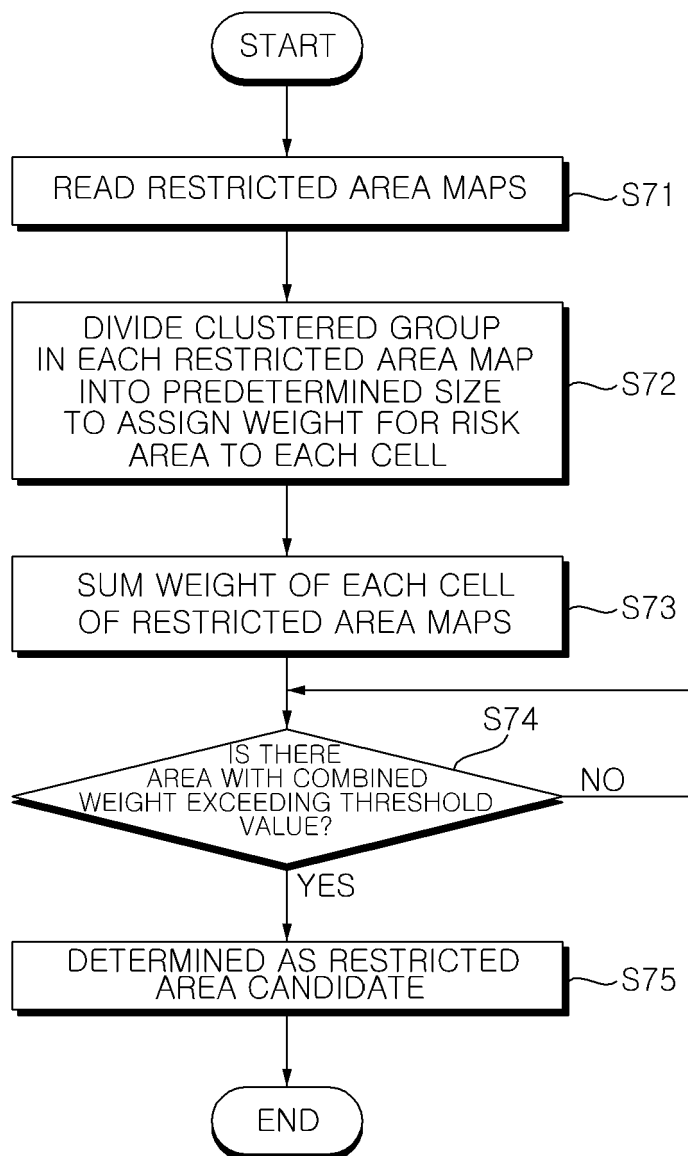 START
READ RESTRICTED AREA MAPS
S71
DIVIDE CLUSTERED GROUP
IN EACH RESTRICTED AREA MAP
INTO PREDETERMINED SIZE
TO ASSIGN WEIGHT FOR RISK
AREA TO EACH CELL
S72
SUM WEIGHT OF EACH CELL
OF RESTRICTED AREA MAPS
S73
S74
IS THERE
AREA WITH COMBINED
WEIGHT EXCEEDING THRESHOLD
VALUE?
NO
YES
DETERMINED AS RESTRICTED
AREA CANDIDATE
S75
END